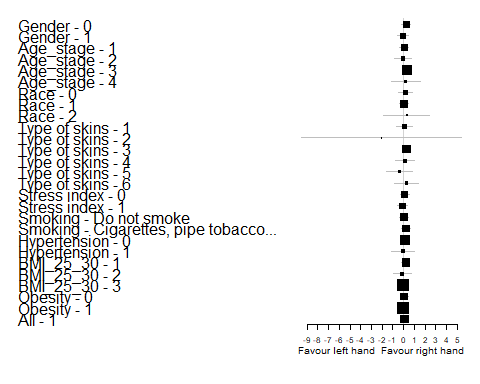 Gender - 0
Gender - 1
Age_stage - 1
Age_stage - 2
Age_stage - 3
Age_stage - 4
Race - 0
Race - 1
Race - 2
Type of skins - 1
Type of skins - 2
Type of skins - 3
Type of skins - 4
Type of skins - 5
Type of skins - 6
Stress index - 0
Stress index - 1
Smoking - Do not smoke
Smoking - Cigarettes, pipe tobacco...
Hypertension - 0
Hypertension - 1
BMI_25_30 - 1
BMI_25_30 - 2
BMI_25_30 - 3
Obesity - 0
Obesity - 1
All - 1
-9 -8 -7 -6 -5 -4 -3 -2 -1 0 1 2 3 4 5
Favour left hand Favour right hand